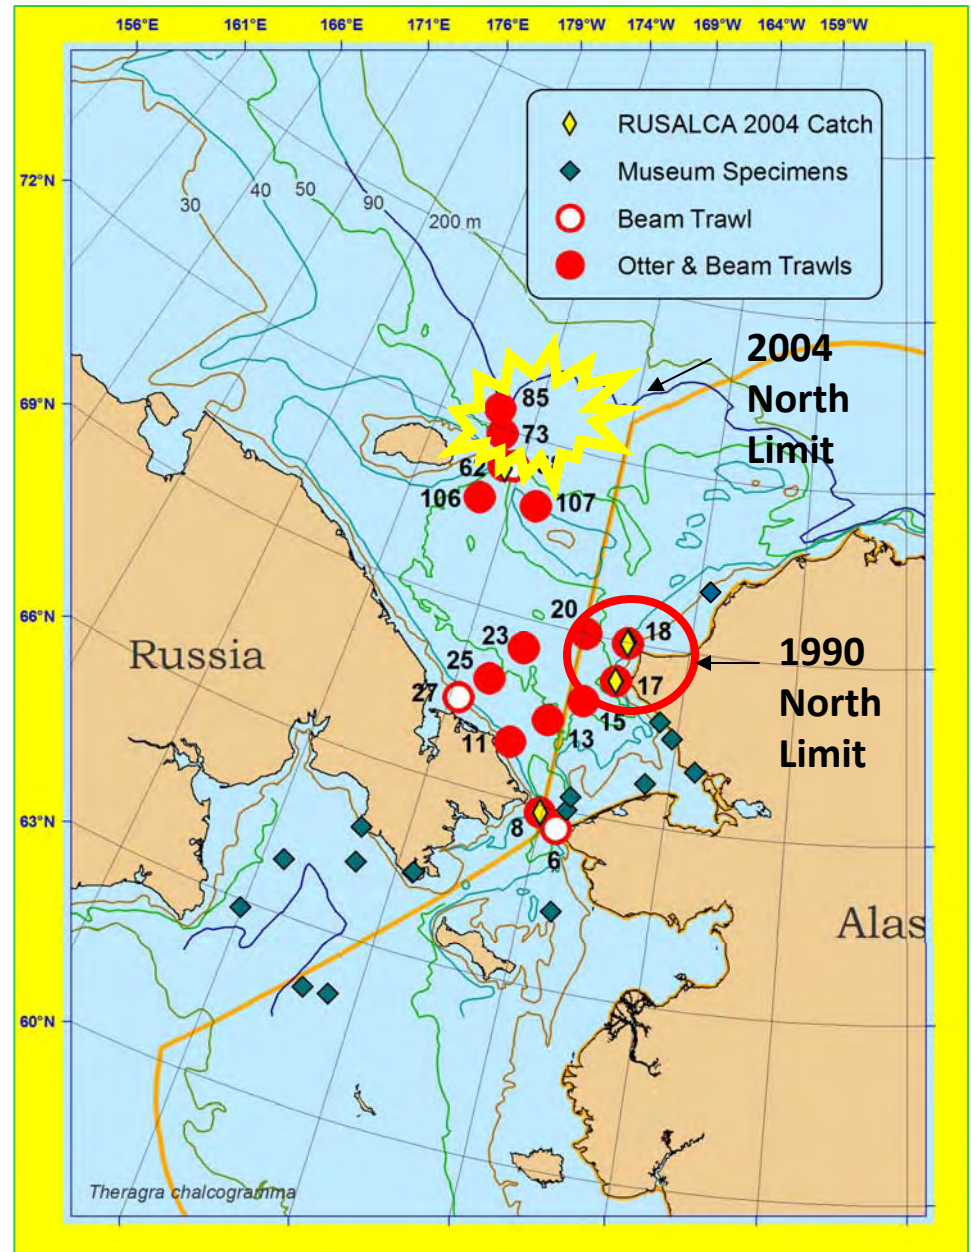 156°E 161°E 166°E 171°E 176°E 179°W 174°W 169°W 164°W 159°W
RUSALCA 2004 Catch
Museum Specimens
Beam Trawl
Otter & Beam Trawls
72°N
30
40
50
90
200 m
2004
North
Limit
69°N
85
73
62
106
107
66°N
Russia
20
18
23
25
17
27
15
13
11
1990
North
Limit
63°N
8
6
Alas
60°N
Theragra chalcogramma